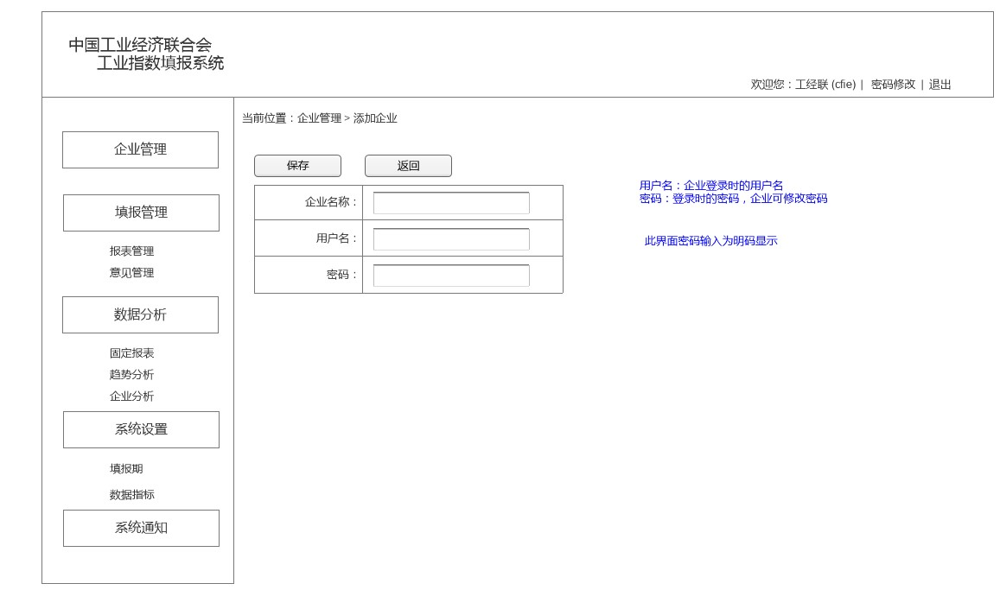 中国工业经济联合会
工业指数填报系统
欢迎您：工经联 (cfie) | 密码修改 | 退出
当前位置：企业管理 > 添加企业
企业管理
填报管理
报表管理
意见管理
数据分析
固定报表
趋势分析
企业分析
系统设置
填报期
数据指标
系统通知
保存 返回
企业名称：
用户名：
密码：
用户名：企业登录时的用户名
密码：登录时的密码，企业可修改密码
此界面密码输入为明码显示